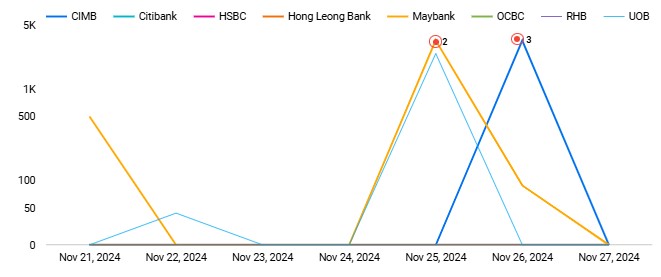 CIMB Citibank HSBC Hong Leong Bank Maybank OCBC RHB UOB
5K
2
3
1K
500
100
50
0
Nov 21, 2024 Nov 22, 2024 Nov 23, 2024 Nov 24, 2024 Nov 25, 2024 Nov 26, 2024 Nov 27, 2024